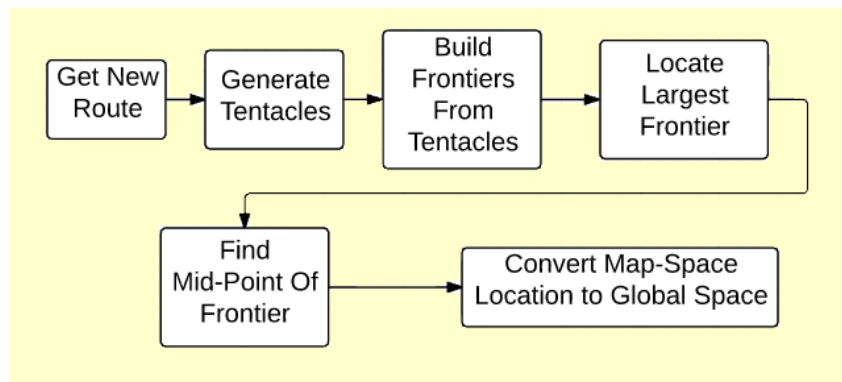 Get New
Route
Generate
Tentacles
Build
Frontiers
From
Tentacles
Locate
Largest
Frontier
Find
Mid-Point Of
Frontier
Convert Map-Space
Location to Global Space